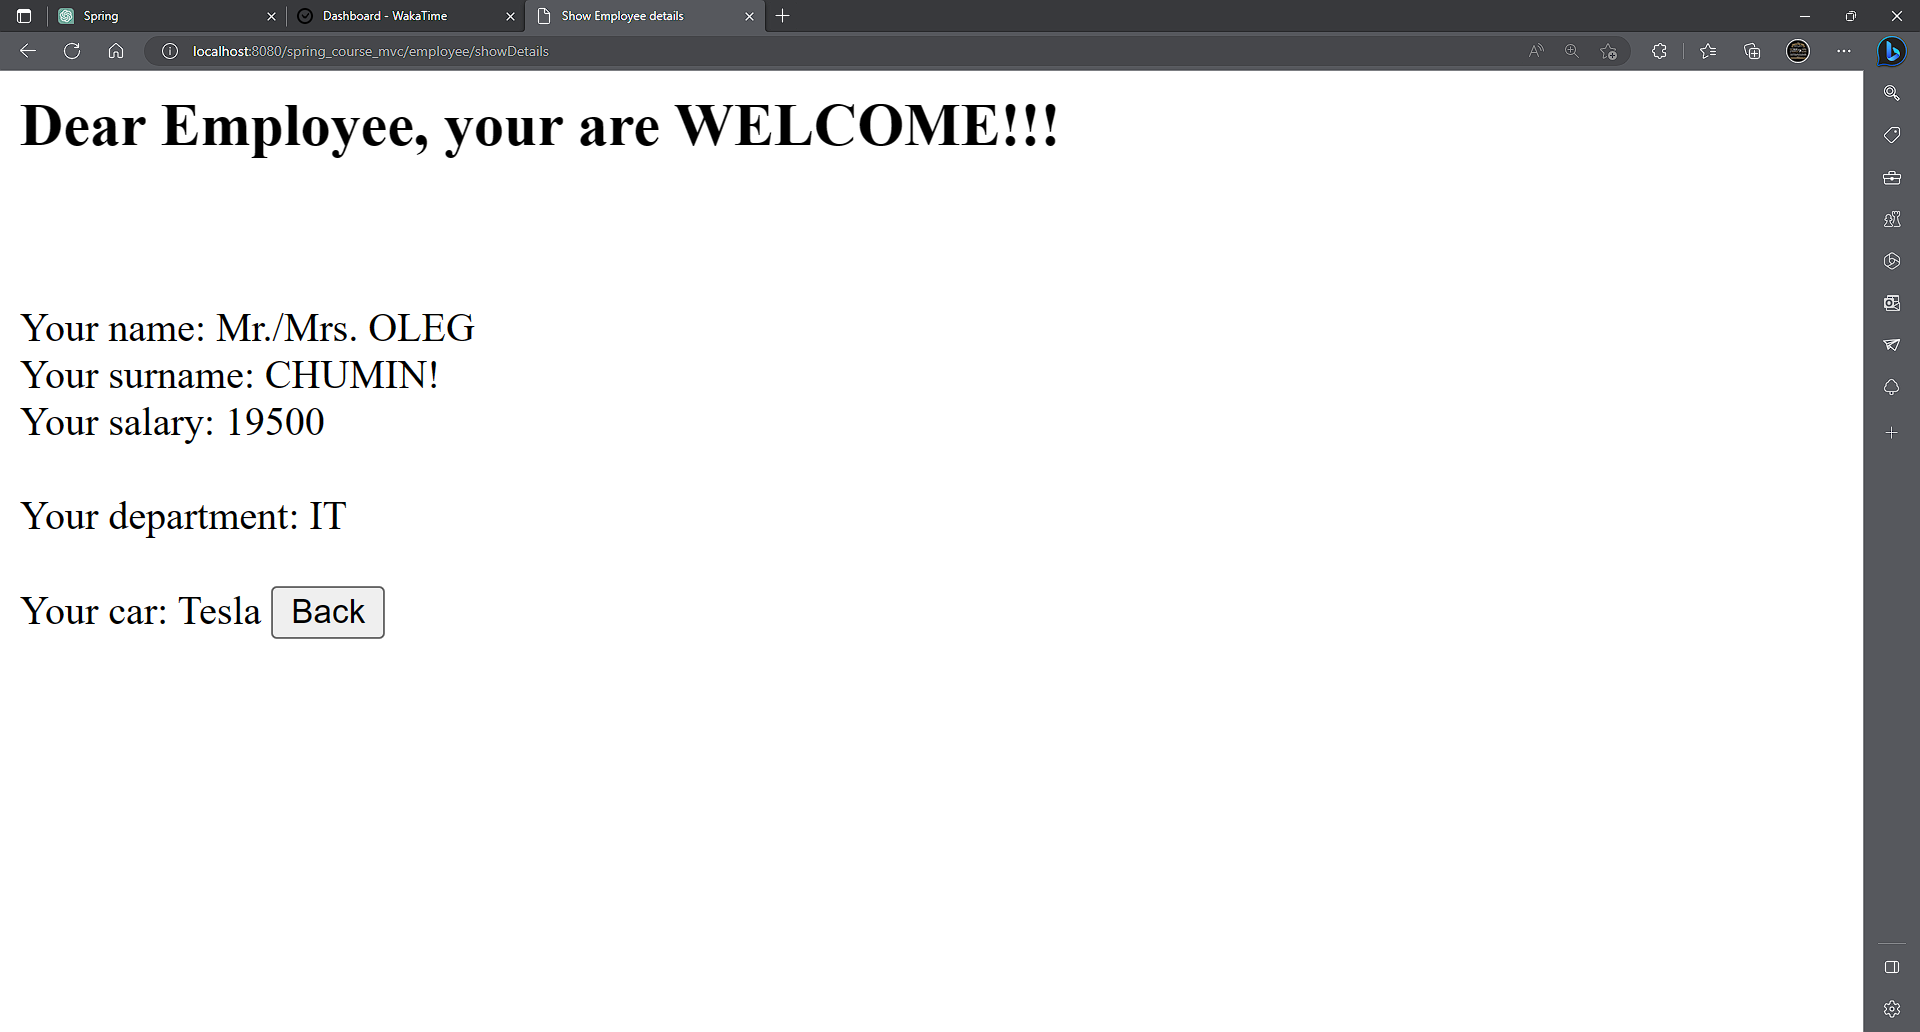 Spring
Dashboard - WakaTime
Show Employee details
localhost:8080/spring_course_mvc/employee/showDetails
Dear Employee, your are WELCOME!!!
Your name: Mr./Mrs. OLEG
Your surname: CHUMIN!
Your salary: 19500
Your department: IT
Your car: Tesla Back